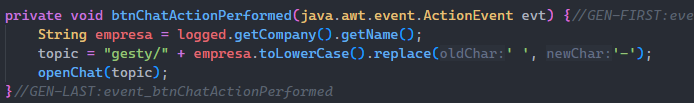 private void btnChatActionPerformed(java.awt.event.ActionEvent evt) {//GEN-FIRST:eve
String empresa = logged.getCompany().getName();
topic = "gesty/" + empresa.toLowerCase().replace(oldChar:' ', newChar:'-');
openChat(topic);
}//GEN-LAST:event_btnChatActionPerformed